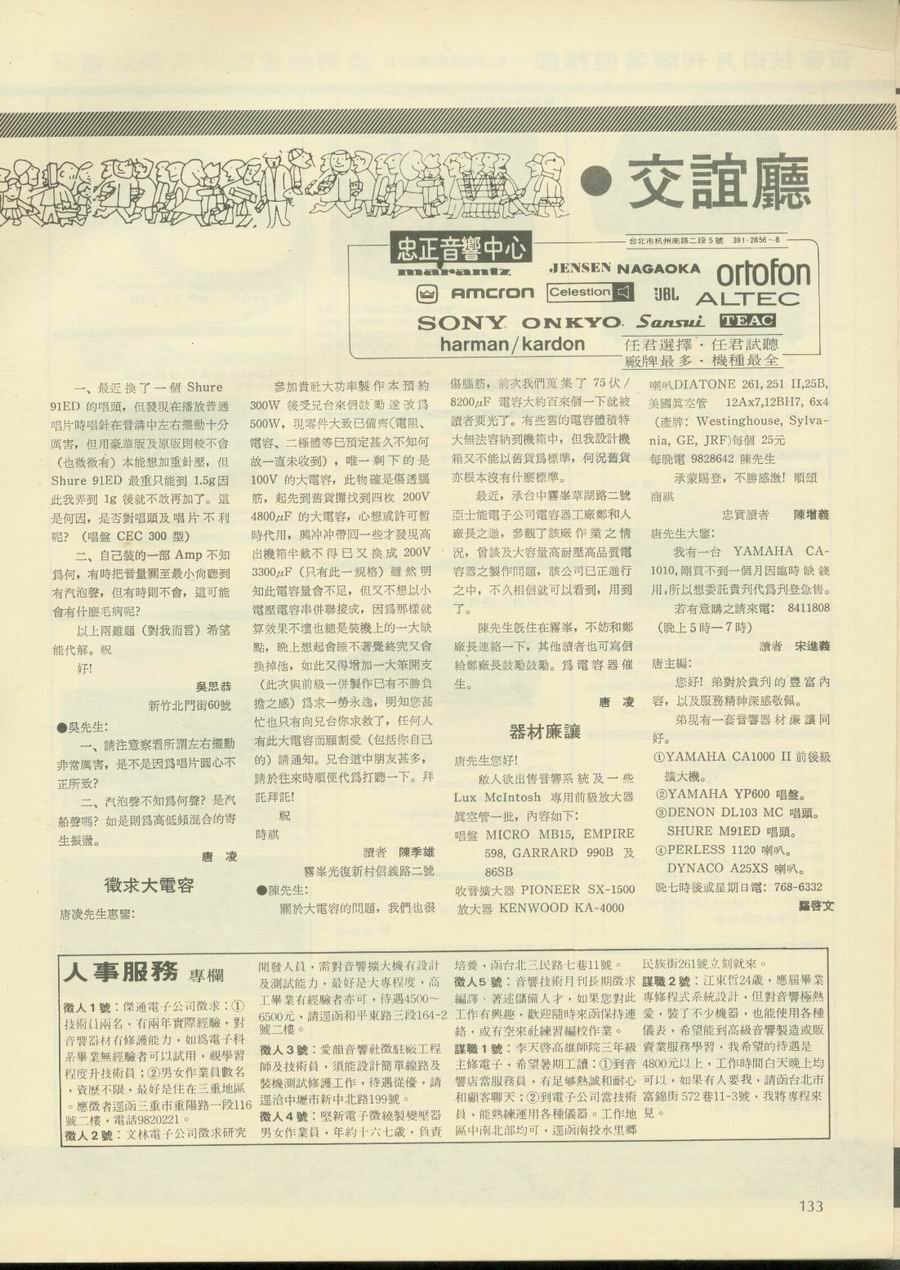 ●交誼廳
忠正音響中心
台北市杭州南路二段5號 391-2856~8
marantz JENSEN NAGAOKA ortofon
AMCRON Celestion JBL ALTEC
SONY ONKYO Sansui TEAC
harman/kardon
任君選擇・任君試聽
廠牌最多・機種最全
一、最近換了一個 Shure
91ED 的唱頭，但發現在播放普通
唱片時唱針在音溝中左右擺動十分
厲害，但用豪華版及原版則較不會
（也微微有）本能想加重針壓，但
Shure 91ED 最重只能到 1.5g因
此我弄到 1g 後就不敢再加了。這
是何因，是否對唱頭及唱片不利
呢？（唱盤 CEC 300 型）
二、自己裝的一部 Amp 不知
爲何，有時把音量關至最小尚聽到
有汽泡聲，但有時則不會，這可能
會有什麽毛病呢？
以上兩難題（對我而言）希望
能代解。祝
好！
吳思恭
新竹北門街60號
●吳先生：
一、請注意察看所謂左右擺動
非常厲害，是不是因爲唱片圓心不
正所致？
二、汽泡聲不知爲何聲？是汽
船聲嗎？如是則爲高低頻混合的寄
生振盪。
唐　凌
徵求大電容
唐凌先生惠鑒：
參加貴社大功率製作本預約
300W 後受兄台來信鼓勵遂改爲
500W，現零件大致已備齊（電阻、
電容、二極體等已預定甚久不知何
故一直未收到），唯一剩下的是
100V 的大電容，此物確是傷透腦
筋，起先到舊貨攤找到四枚 200V
4800μF 的大電容，心想或許可暫
時代用，興冲冲帶囘一些才發現高
出機箱半截不得已又換成 200V
3300μF（只有此一規格）雖然明
知此電容量會不足，但又不想以小
電壓電容串併聯接成，因爲那樣就
算效果不壞也總是裝機上的一大缺
點，晚上想起會睡不著覺終究又會
換掉他，如此又得增加一大筆開支
（此次與前級一併製作已有不勝負
擔之感）爲求一勞永逸，明知您甚
忙也只有向兄台你求救了，任何人
有此大電容而願割愛（包括你自己
的）請通知。兄台道中朋友甚多，
請於往來時順便代爲打聽一下。拜
託拜託！
祝
時祺
讀者　陳季雄
霧峯光復新村信義路二號
●陳先生：
關於大電容的問題，我們也很
傷腦筋，前次我們蒐集了 75 伏/
8200μF 電容大約百來個一下就被
讀者要光了。有些舊的電容體積特
大無法容納到機箱中，但我設計機
箱又不能以舊貨爲標準，何況舊貨
亦根本沒有什麽標準。
最近，承台中霧峯草湖路二號
亞士能電子公司電容器工廠鄭和人
廠長之邀，參觀了該廠作業之情
況，曾談及大容量高耐壓高品質電
容器之製作問題，該公司已正進行
之中，不久相信就可以看到，用到
了。
陳先生旣住在霧峯，不妨和鄭
廠長連絡一下，其他讀者也可寫信
給鄭廠長鼓勵鼓勵。爲電容器催
生。
唐　凌
器材廉讓
唐先生您好！
敝人欲出售音響系統及一些
Lux McIntosh 專用前級放大器
眞空管一批，內容如下：
唱盤 MICRO MB15, EMPIRE
598, GARRARD 990B 及
86SB
收音擴大器 PIONEER SX-1500
放大器 KENWOOD KA-4000
喇叭DIATONE 261, 251 II,25B,
美國眞空管　12Ax7,12BH7, 6x4
（產牌：Westinghouse, Sylva-
nia, GE, JRF）每個 25元
每晚電 9828642 陳先生
承蒙賜登，不勝感激！順頌
商祺
忠實讀者　陳增義
唐先生大鑒：
我有一台 YAMAHA CA-
1010，剛買不到一個月因臨時缺錢
用，所以想委託貴刋代爲刋登急售。
若有意購之請來電：8411808
（晚上5時—7時）
讀者　宋進義
唐主編：
您好！弟對於貴刋的豐富內
容，以及服務精神深感敬佩。
弟現有一套音響器材廉讓同
好。
①YAMAHA CA1000 II 前後級
擴大機。
②YAMAHA YP600 唱盤。
③DENON DL103 MC 唱頭。
SHURE M91ED 唱頭。
④PERLESS 1120 喇叭。
DYNACO A25XS 喇叭。
晚七時後或星期日電：768-6332
羅啓文
人事服務 專欄
徵人1號：傑通電子公司徵求：①
技術員兩名，有兩年實際經驗，對
音響器材有修護能力，如爲電子科
系畢業無經驗者可以試用，視學習
程度升技術員；②男女作業員數名
，資歷不限，最好是住在三重地區
。應徵者逕函三重市重陽路一段116
號二樓，電話9820221。
徵人2號：文林電子公司徵求研究
開發人員，需對音響擴大機有設計
及測試能力，最好是大專程度，高
工畢業有經驗者亦可，待遇4500~
6500元，請逕函和平東路三段164-2
號二樓。
徵人3號：愛韻音響社徵駐廠工程
師及技術員，須能設計簡單線路及
裝機測試修護工作，待遇從優，請
逕洽中壢市新中北路199號。
徵人4號：堅新電子徵繞製變壓器
男女作業員，年約十六七歲，負責
培養，函台北三民路七巷11號。
徵人5號：音響技術月刊長期徵求
編譯、著述儲備人才，如果您對此
工作有興趣，歡迎隨時來函保持連
絡，或有空來社練習編校作業。
謀職1號：李天啓高雄師院三年級
主修電子，希望暑期工讀：①到音
響店當服務員，有足够熱誠和耐心
和顧客聊天；②到電子公司當技術
員，能熟練運用各種儀器。工作地
區中南北部均可，逕函南投水里鄉
民族街261號立刻就來。
謀職2號：江東哲24歲，應屆畢業
專修程式系統設計，但對音響極熱
愛，裝了不少機器，也能使用各種
儀表，希望能到高級音響製造或販
賣業服務學習，我希望的待遇是
4800元以上，工作時間白天晚上均
可以，如果有人要我，請函台北市
富錦街572巷11-3號，我將專程來
見。
133